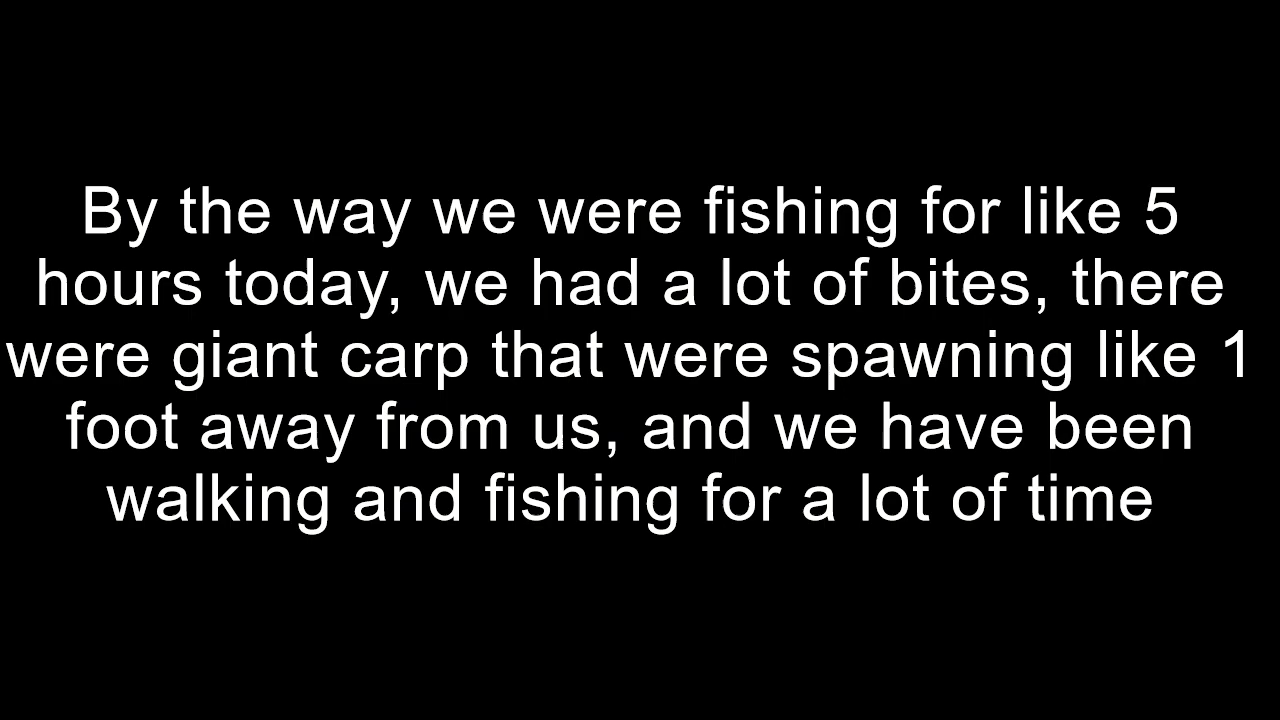 By the way we were fishing for like 5
hours today, we had a lot of bites, there
were giant carp that were spawning like 1
foot away from us, and we have been
walking and fishing for a lot of time